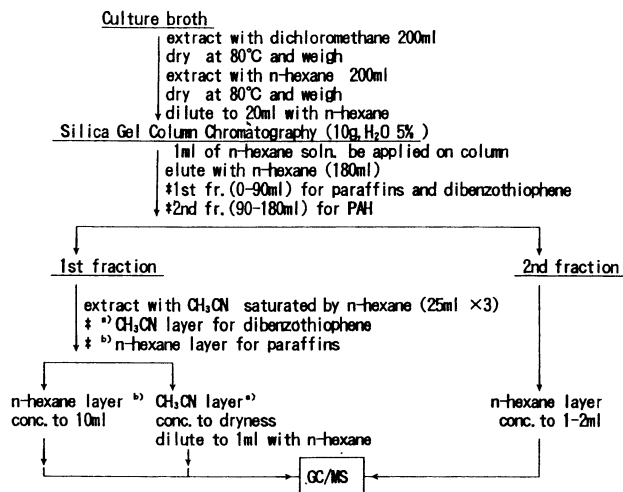 Culture broth
extract with dichloromethane 200ml
dry at 80℃ and weigh
extract with n-hexane 200ml
dry at 80℃ and weigh
dilute to 20ml with n-hexane
Silica Gel Column Chromatography (10g, H₂O 5% )
1ml of n-hexane soln. be applied on column
elute with n-hexane (180ml)
‡1st fr. (0-90ml) for paraffins and dibenzothiophene
‡2nd fr. (90-180ml) for PAH
1st fraction
2nd fraction
extract with CH₃CN saturated by n-hexane (25ml ×3)
‡ ᵃ⁾ CH₃CN layer for dibenzothiophene
‡ ᵇ⁾ n-hexane layer for paraffins
n-hexane layer ᵇ⁾
conc. to 10ml
CH₃CN layer ᵃ⁾
conc. to dryness
dilute to 1ml with n-hexane
n-hexane layer
conc. to 1-2ml
GC/MS